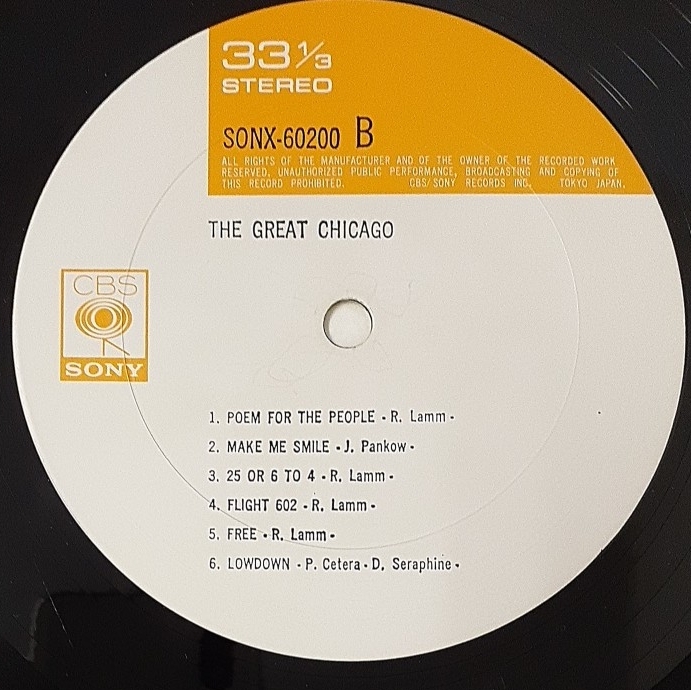 33 1/3
STEREO
SONX-60200 B
ALL RIGHTS OF THE MANUFACTURER AND OF THE OWNER OF THE RECORDED WORK
RESERVED. UNAUTHORIZED PUBLIC PERFORMANCE, BROADCASTING AND COPYING OF
THIS RECORD PROHIBITED. CBS/SONY RECORDS INC. TOKYO JAPAN.
THE GREAT CHICAGO
CBS
SONY
1. POEM FOR THE PEOPLE - R. Lamm -
2. MAKE ME SMILE - J. Pankow -
3. 25 OR 6 TO 4 - R. Lamm -
4. FLIGHT 602 - R. Lamm -
5. FREE - R. Lamm -
6. LOWDOWN - P. Cetera - D. Seraphine -